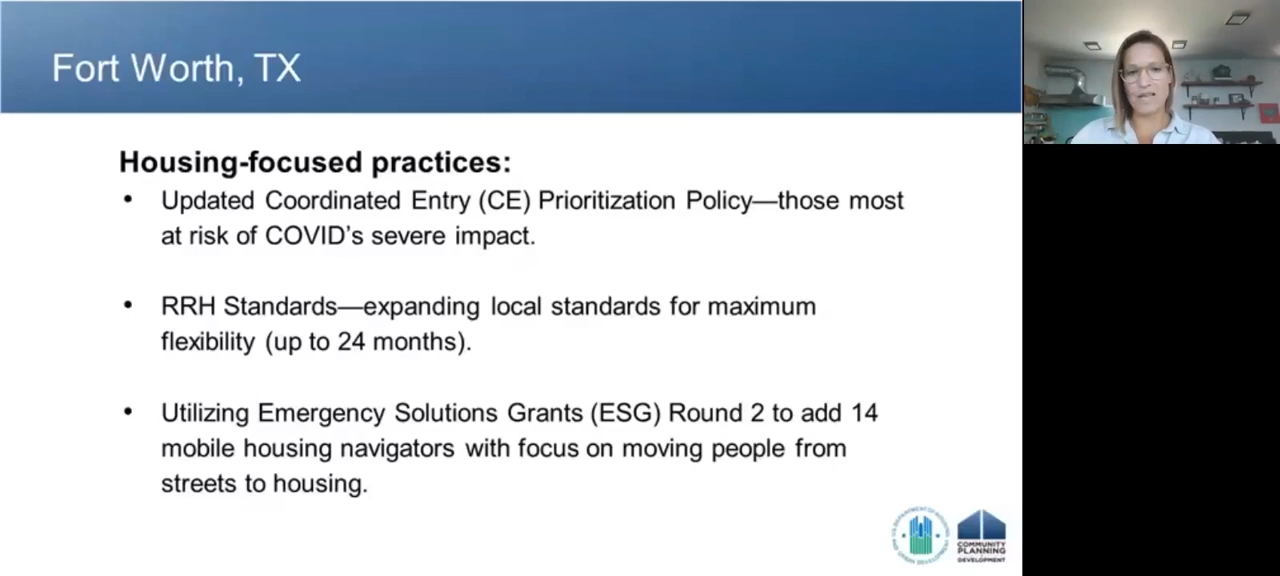 Fort Worth, TX
Housing-focused practices:
• Updated Coordinated Entry (CE) Prioritization Policy—those most
at risk of COVID's severe impact.
• RRH Standards—expanding local standards for maximum
flexibility (up to 24 months).
• Utilizing Emergency Solutions Grants (ESG) Round 2 to add 14
mobile housing navigators with focus on moving people from
streets to housing.
COMMUNITY
PLANNING
DEVELOPMENT